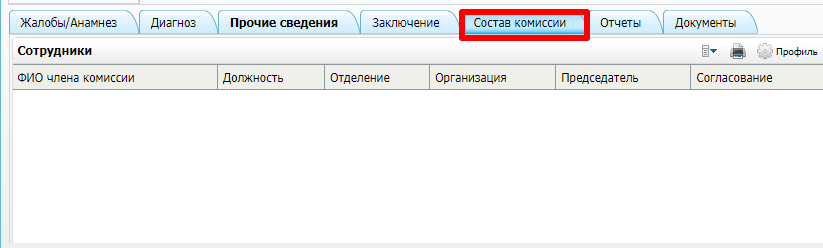 Жалобы/Анамнез Диагноз Прочие сведения Заключение Состав комиссии Отчеты Документы
Сотрудники Профиль
ФИО члена комиссии Должность Отделение Организация Председатель Согласование